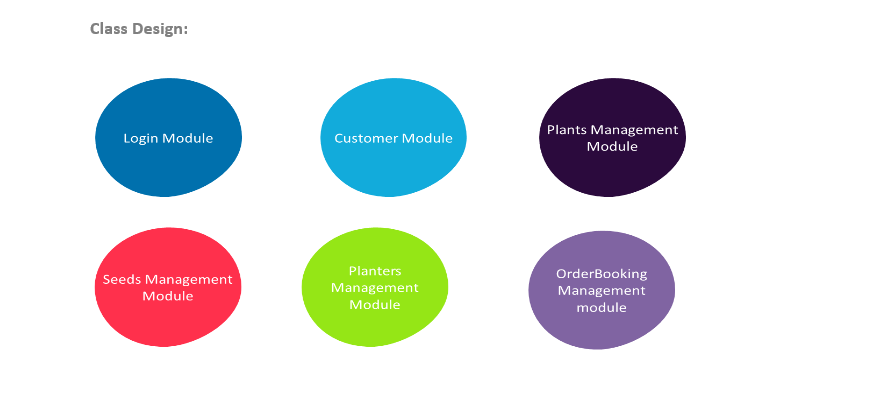 Class Design:
Login Module
Customer Module
Plants Management
Module
Seeds Management
Module
Planters
Management
Module
OrderBooking
Management
module